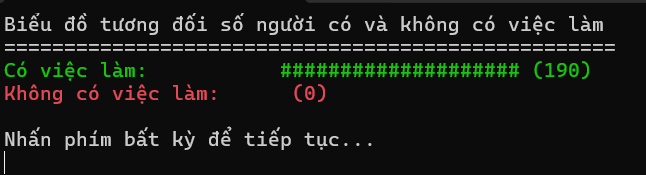 Biểu đồ tương đối số người có và không có việc làm
===================================================
Có việc làm: #################### (190)
Không có việc làm: (0)
Nhấn phím bất kỳ để tiếp tục...